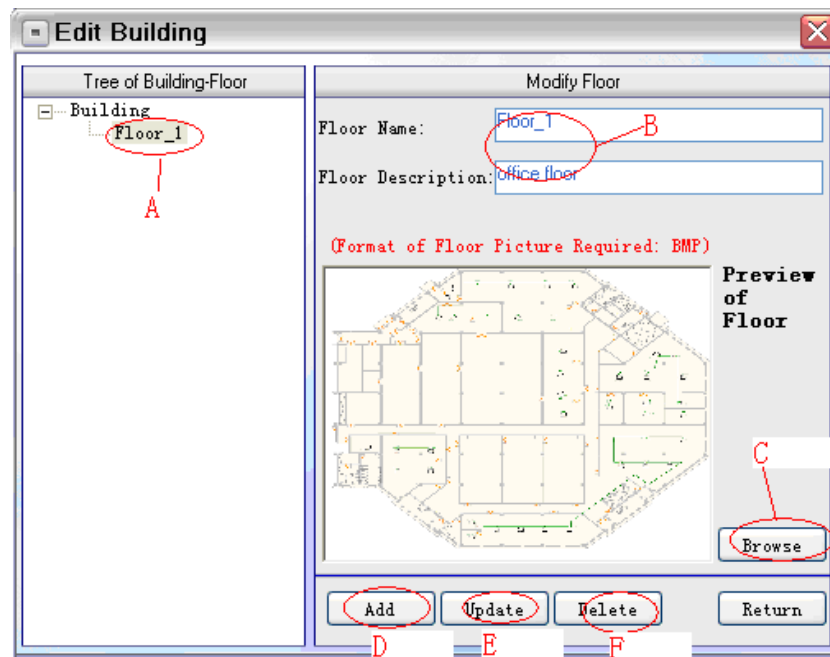 Edit Building
Tree of Building-Floor
Building
Floor_1
A
Modify Floor
Floor Name: Floor_1
B
Floor Description: office floor
(Format of Floor Picture Required: BMP)
Preview
of
Floor
C
Browse
Add Update Delete Return
D E F